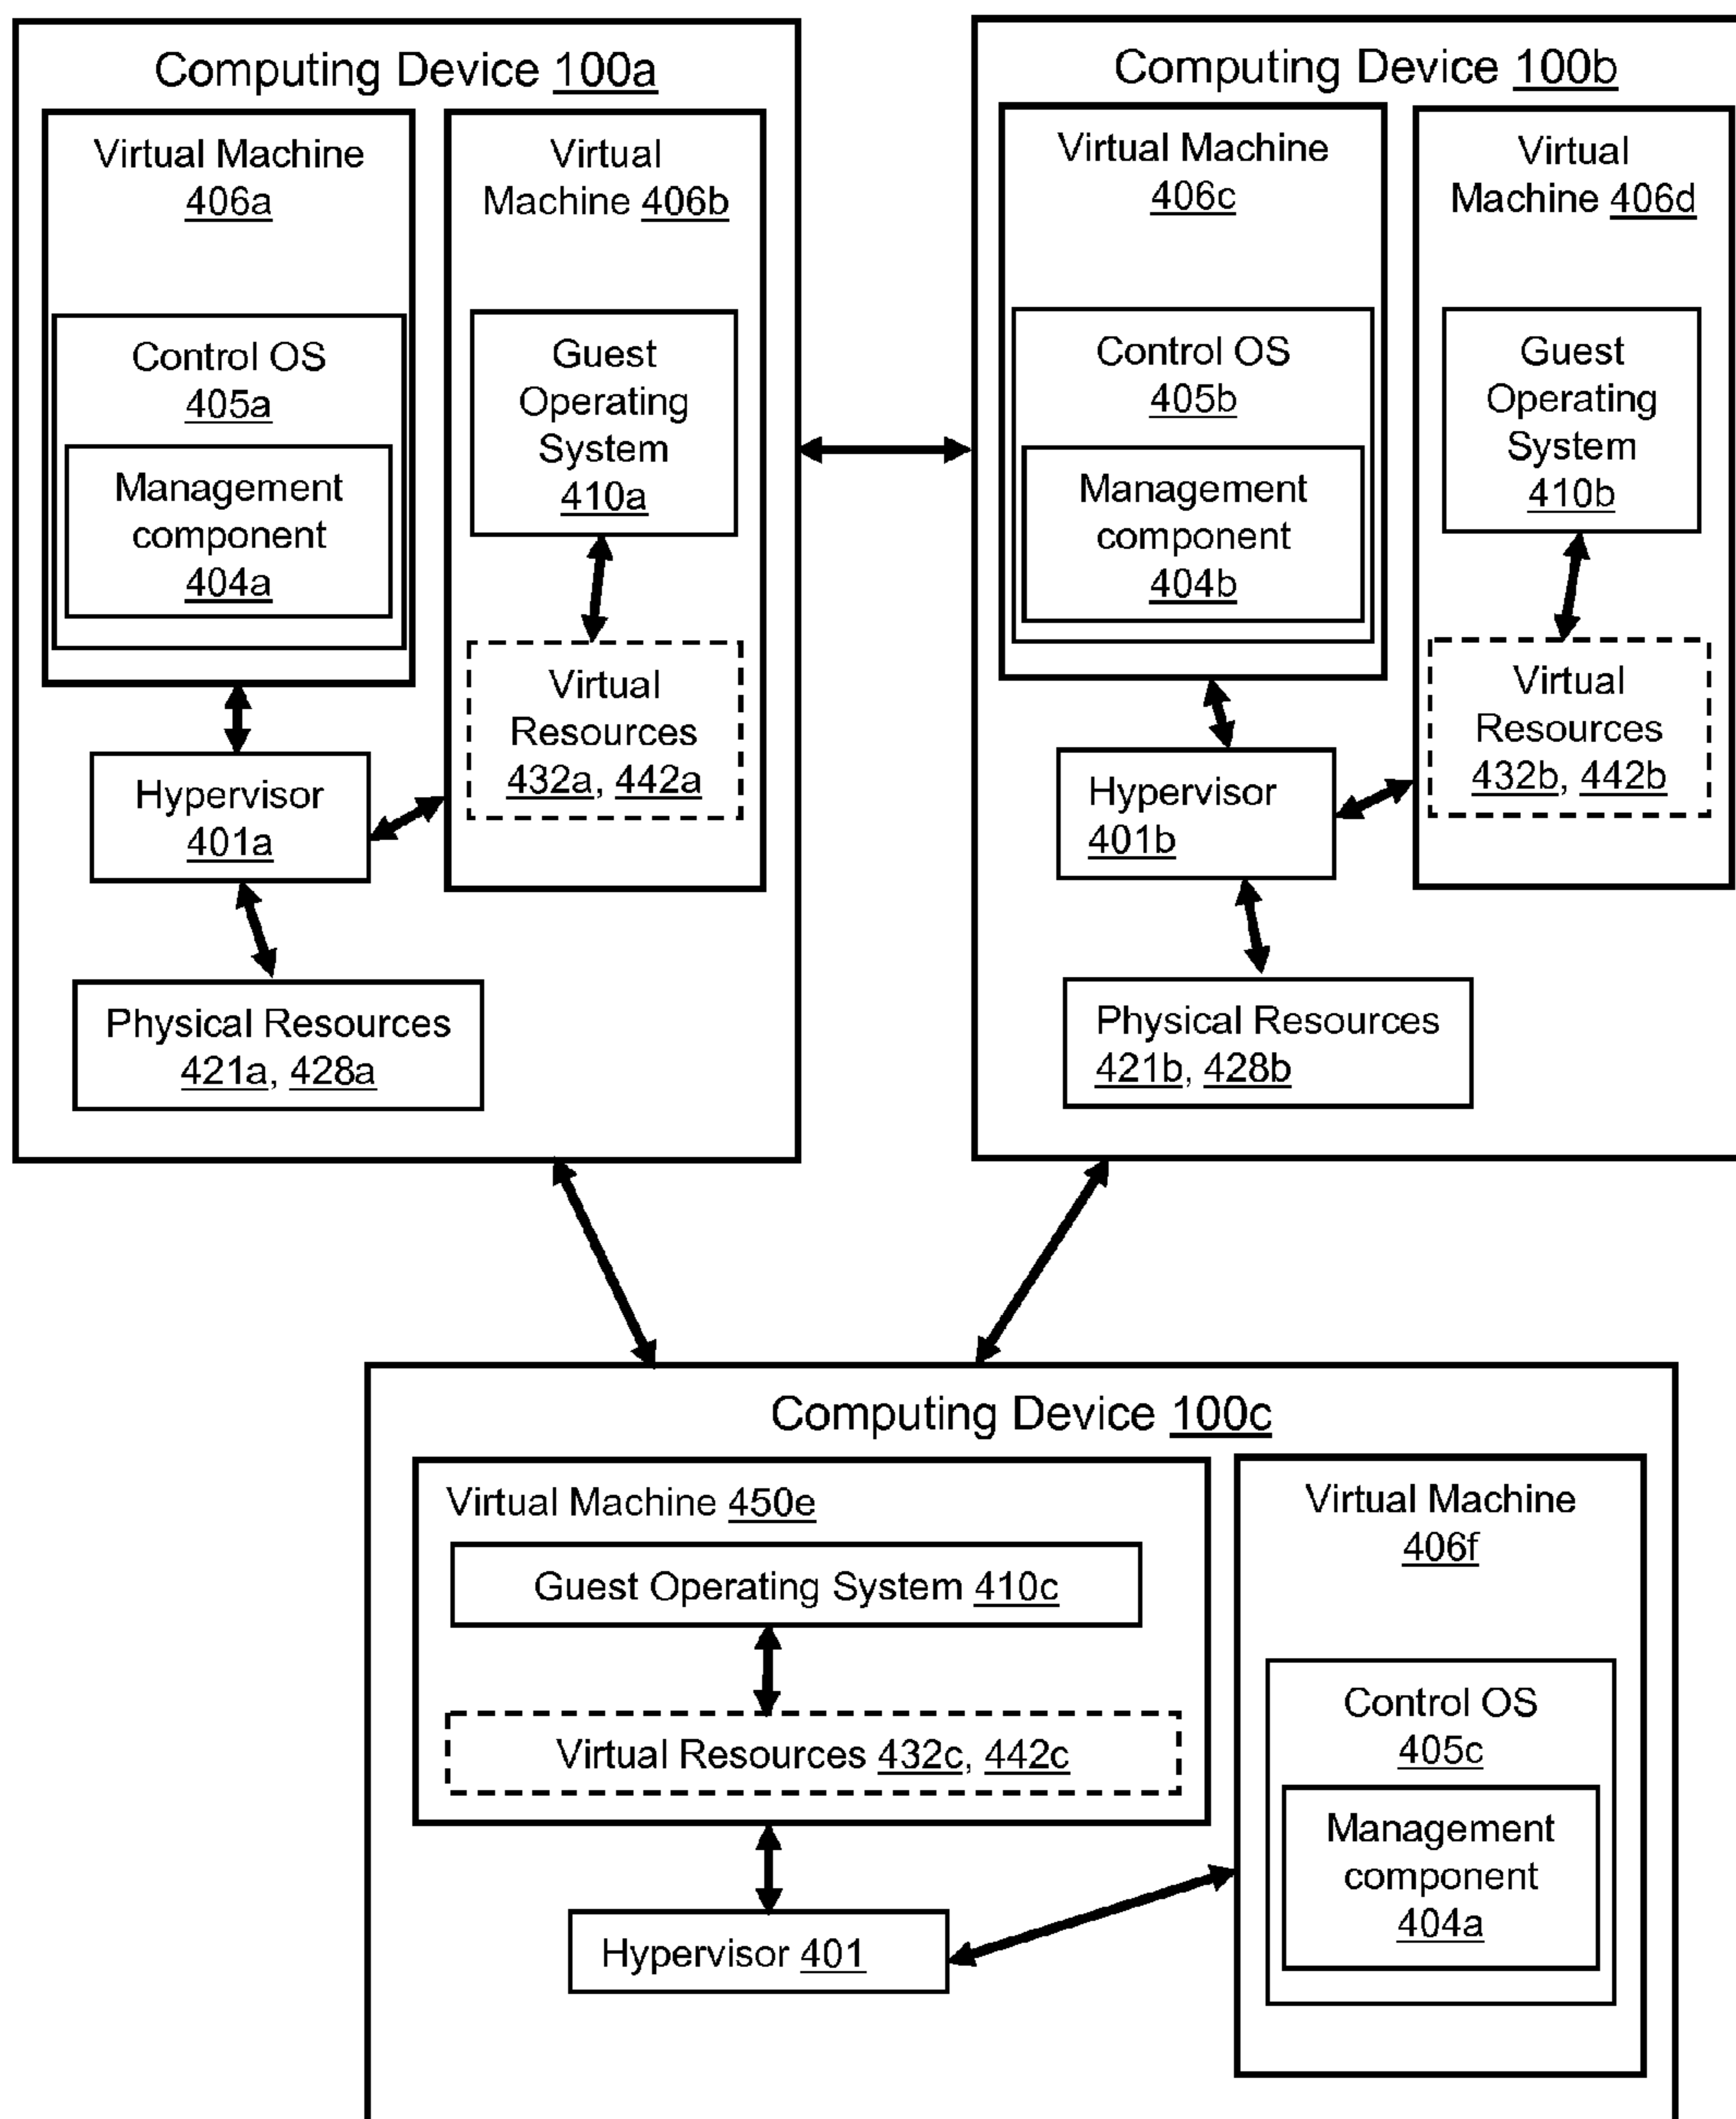 Computing Device 100a
Virtual Machine
406a
Control OS
405a
Management
component
404a
Virtual
Machine 406b
Guest
Operating
System
410a
Virtual
Resources
432a, 442a
Hypervisor
401a
Physical Resources
421a, 428a
Computing Device 100b
Virtual Machine
406c
Control OS
405b
Management
component
404b
Virtual
Machine 406d
Guest
Operating
System
410b
Virtual
Resources
432b, 442b
Hypervisor
401b
Physical Resources
421b, 428b
Computing Device 100c
Virtual Machine 450e
Guest Operating System 410c
Virtual Resources 432c, 442c
Hypervisor 401
Virtual Machine
406f
Control OS
405c
Management
component
404a